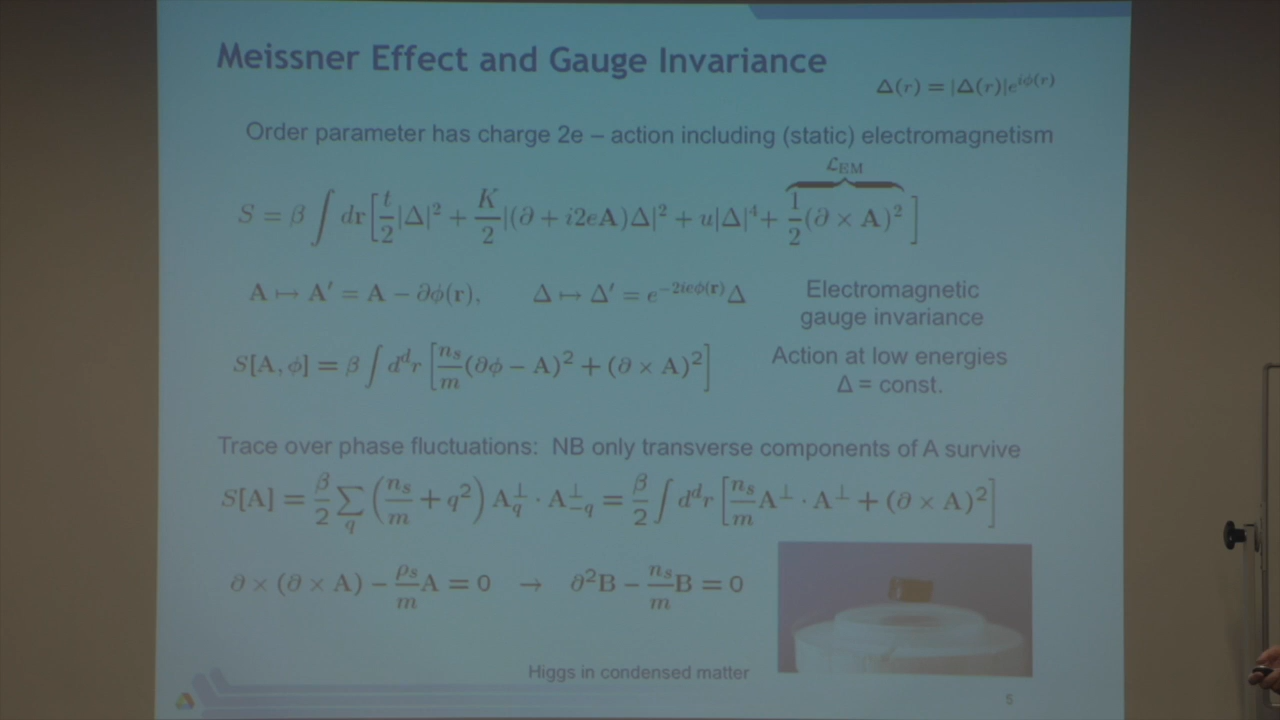 Meissner Effect and Gauge Invariance
Δ(r) = |Δ(r)|e^{iϕ(r)}
Order parameter has charge 2e – action including (static) electromagnetism
ℒ_EM
S = β ∫ dr [ t/2 |Δ|² + K/2 |(∂ + i2eA)Δ|² + u|Δ|⁴ + 1/2 (∂ × A)² ]
A ↦ A′ = A − ∂ϕ(r),   Δ ↦ Δ′ = e^{−2ieϕ(r)}Δ
Electromagnetic
gauge invariance
S[A, ϕ] = β ∫ d^d r [ n_s/m (∂ϕ − A)² + (∂ × A)² ]
Action at low energies
Δ = const.
Trace over phase fluctuations: NB only transverse components of A survive
S[A] = β/2 ∑_q ( n_s/m + q² ) A_q^⊥ · A_{−q}^⊥ = β/2 ∫ d^d r [ n_s/m A^⊥ · A^⊥ + (∂ × A)² ]
∂ × (∂ × A) − ρ_s/m A = 0 → ∂²B − n_s/m B = 0
Higgs in condensed matter
5